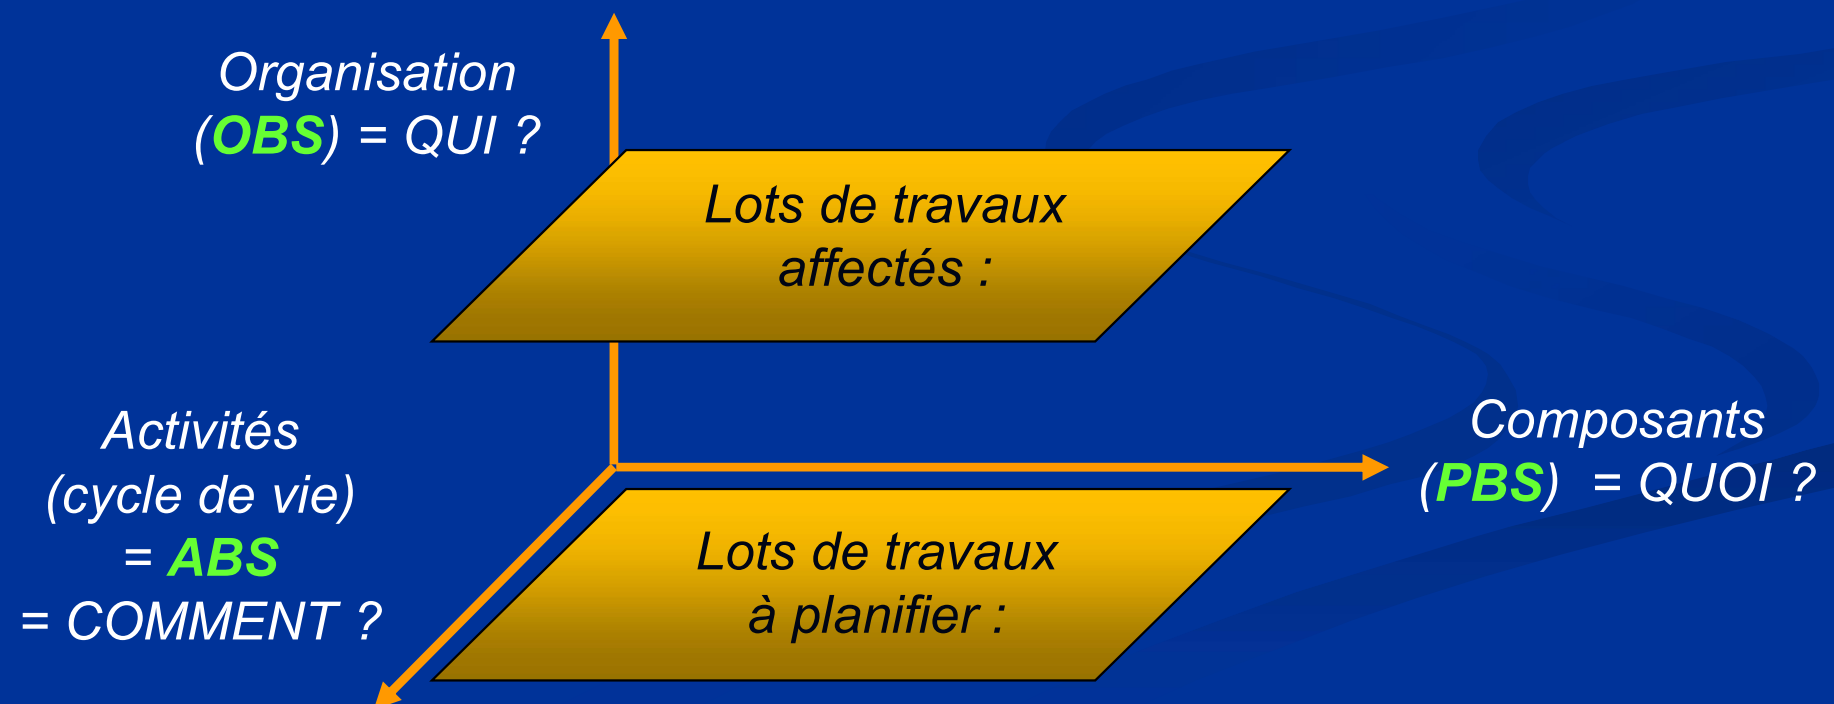 Organisation
(OBS) = QUI ?
Lots de travaux
affectés :
Activités
(cycle de vie)
= ABS
= COMMENT ?
Composants
(PBS) = QUOI ?
Lots de travaux
à planifier :